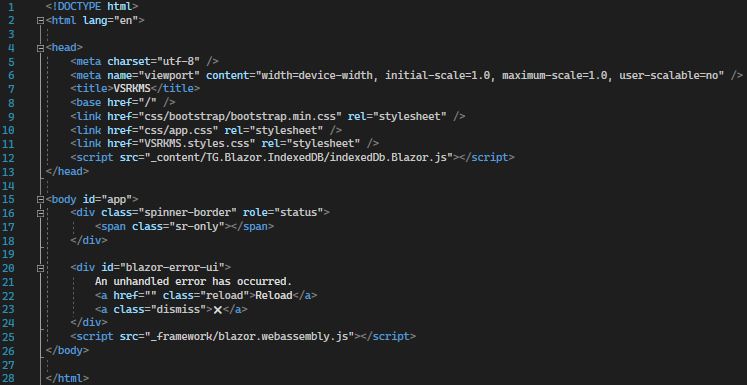 1 <!DOCTYPE html>
2 <html lang="en">
3
4 <head>
5 <meta charset="utf-8" />
6 <meta name="viewport" content="width=device-width, initial-scale=1.0, maximum-scale=1.0, user-scalable=no" />
7 <title>VSRKMS</title>
8 <base href="/" />
9 <link href="css/bootstrap/bootstrap.min.css" rel="stylesheet" />
10 <link href="css/app.css" rel="stylesheet" />
11 <link href="VSRKMS.styles.css" rel="stylesheet" />
12 <script src="_content/TG.Blazor.IndexedDB/indexedDb.Blazor.js"></script>
13 </head>
14
15 <body id="app">
16 <div class="spinner-border" role="status">
17 <span class="sr-only"></span>
18 </div>
19
20 <div id="blazor-error-ui">
21 An unhandled error has occurred.
22 <a href="" class="reload">Reload</a>
23 <a class="dismiss">🗙</a>
24 </div>
25 <script src="_framework/blazor.webassembly.js"></script>
26 </body>
27
28 </html>